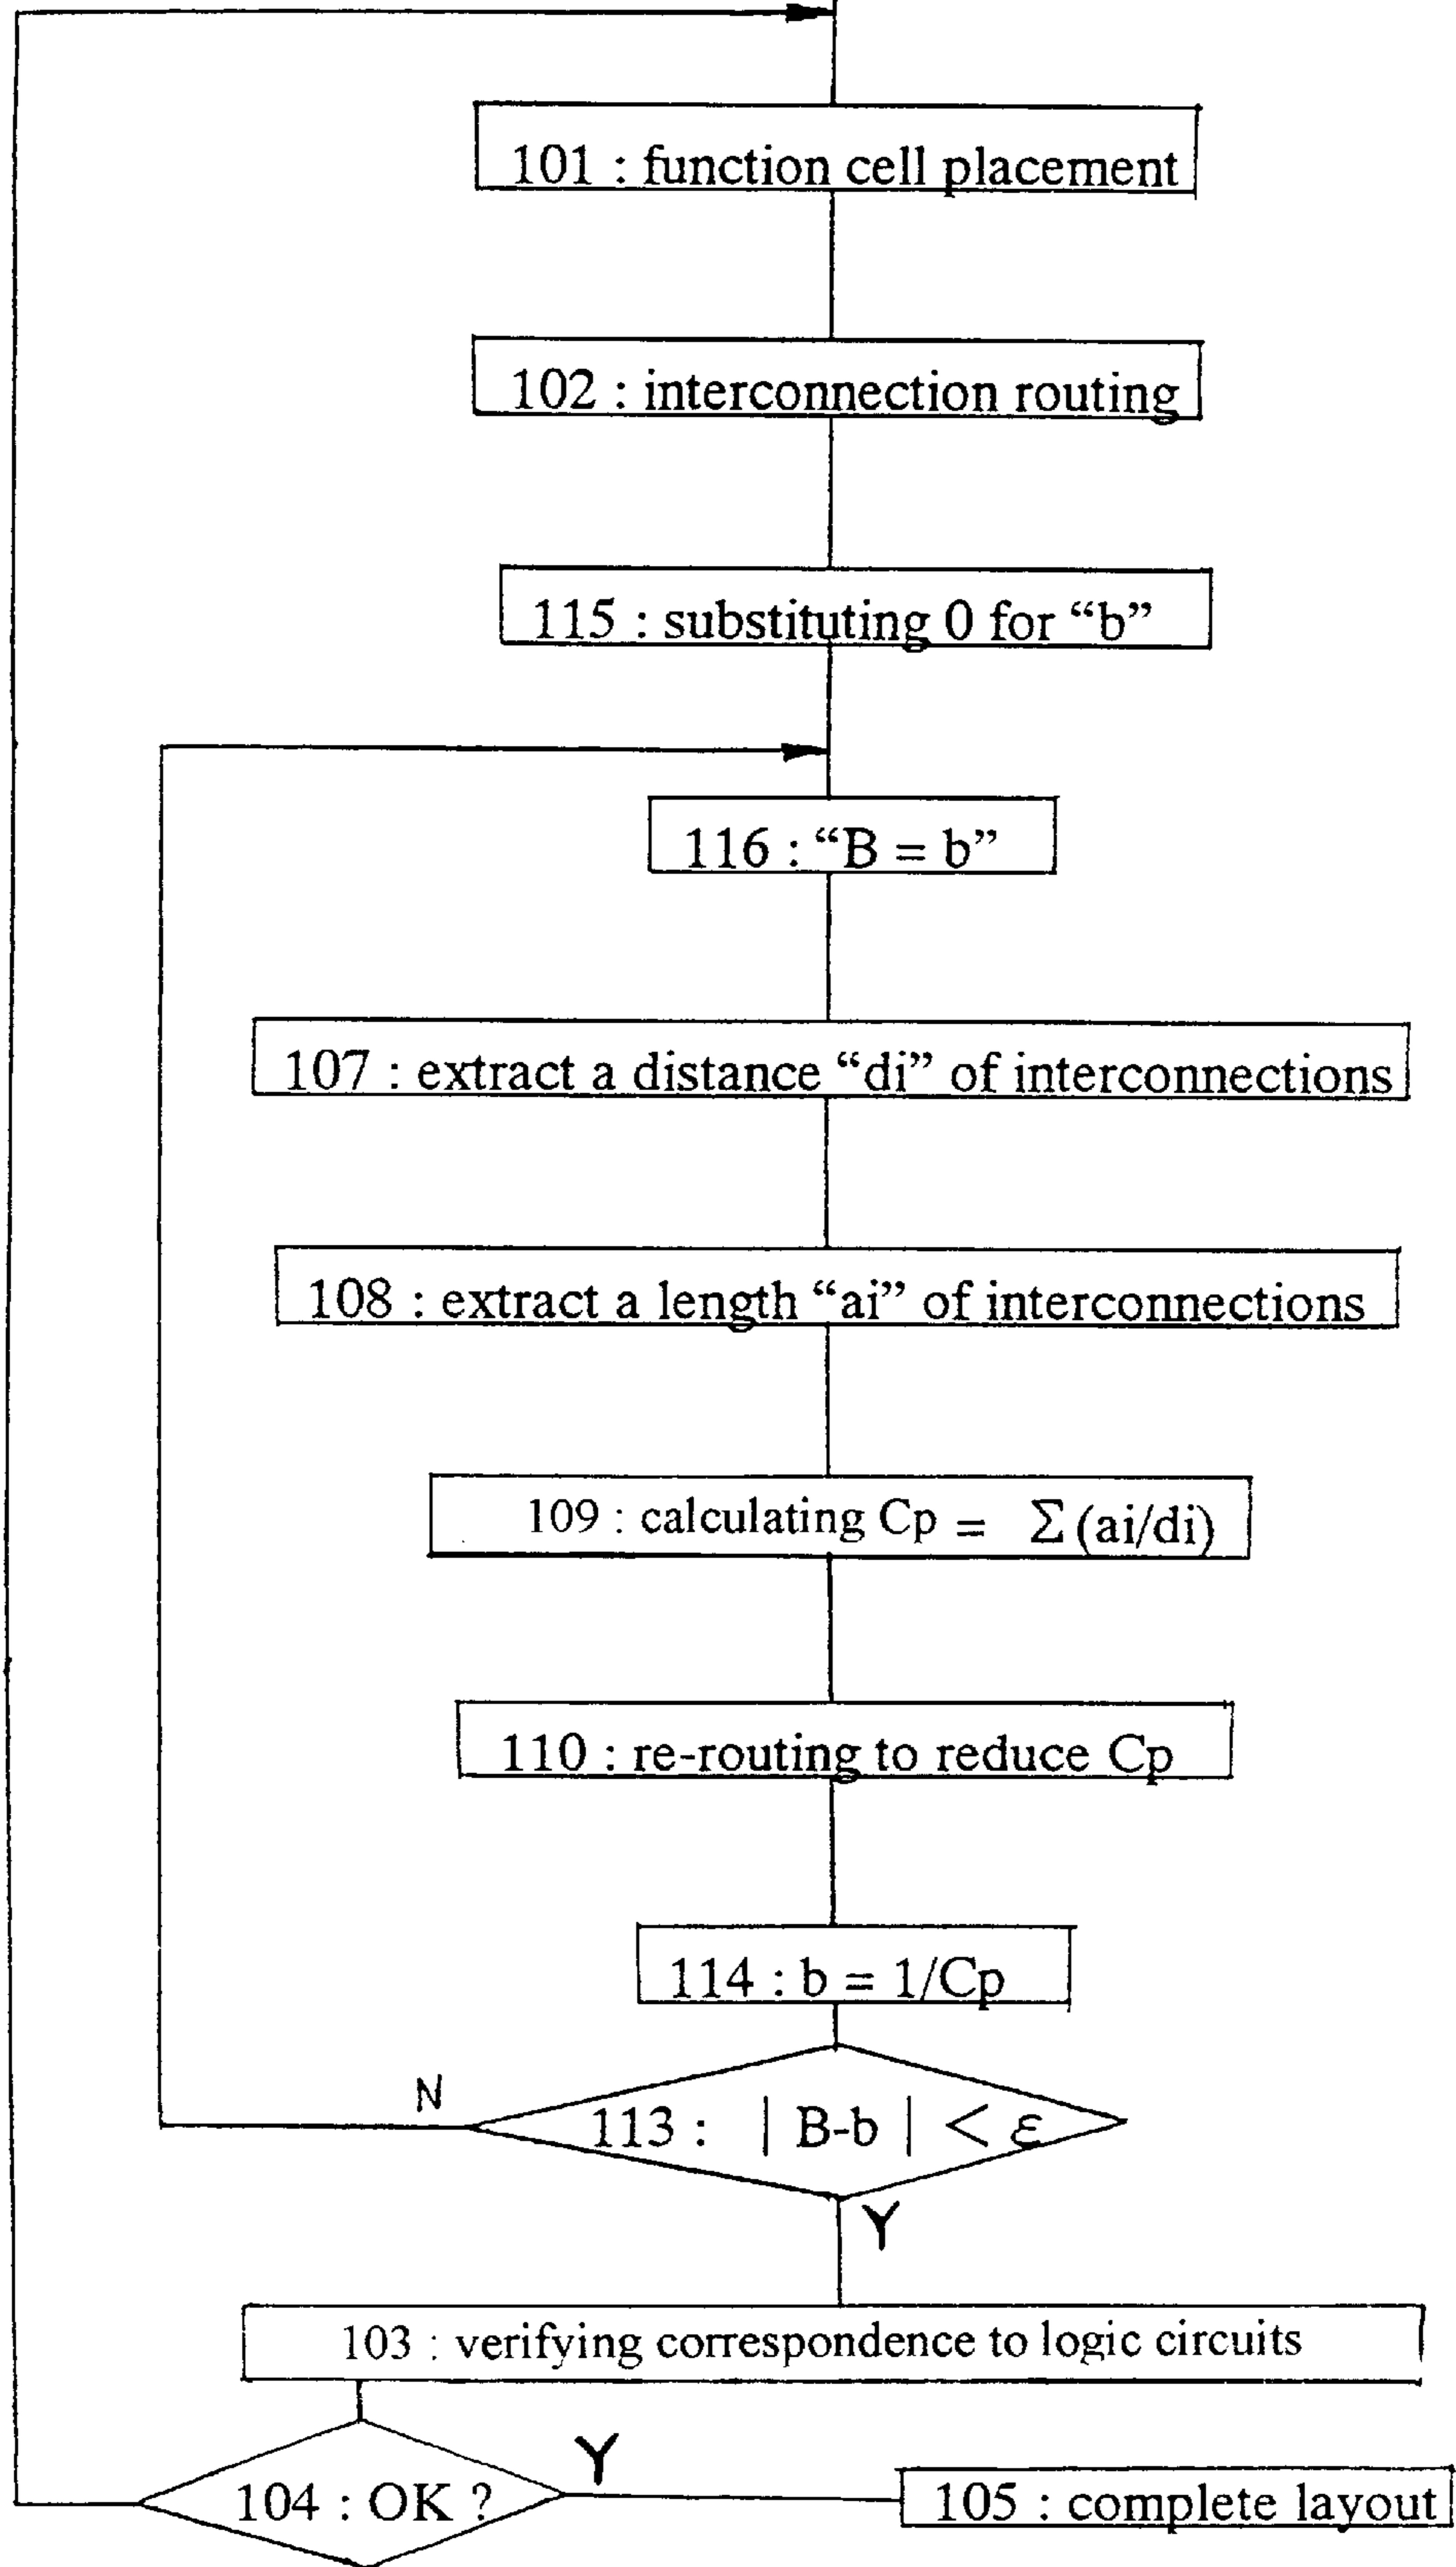 101 : function cell placement
102 : interconnection routing
115 : substituting 0 for “b”
116 : “B = b”
107 : extract a distance “di” of interconnections
108 : extract a length “ai” of interconnections
109 : calculating Cp = Σ(ai/di)
110 : re-routing to reduce Cp
114 : b = 1/Cp
N
113 : | B-b | < ε
Y
103 : verifying correspondence to logic circuits
Y
104 : OK ?
105 : complete layout